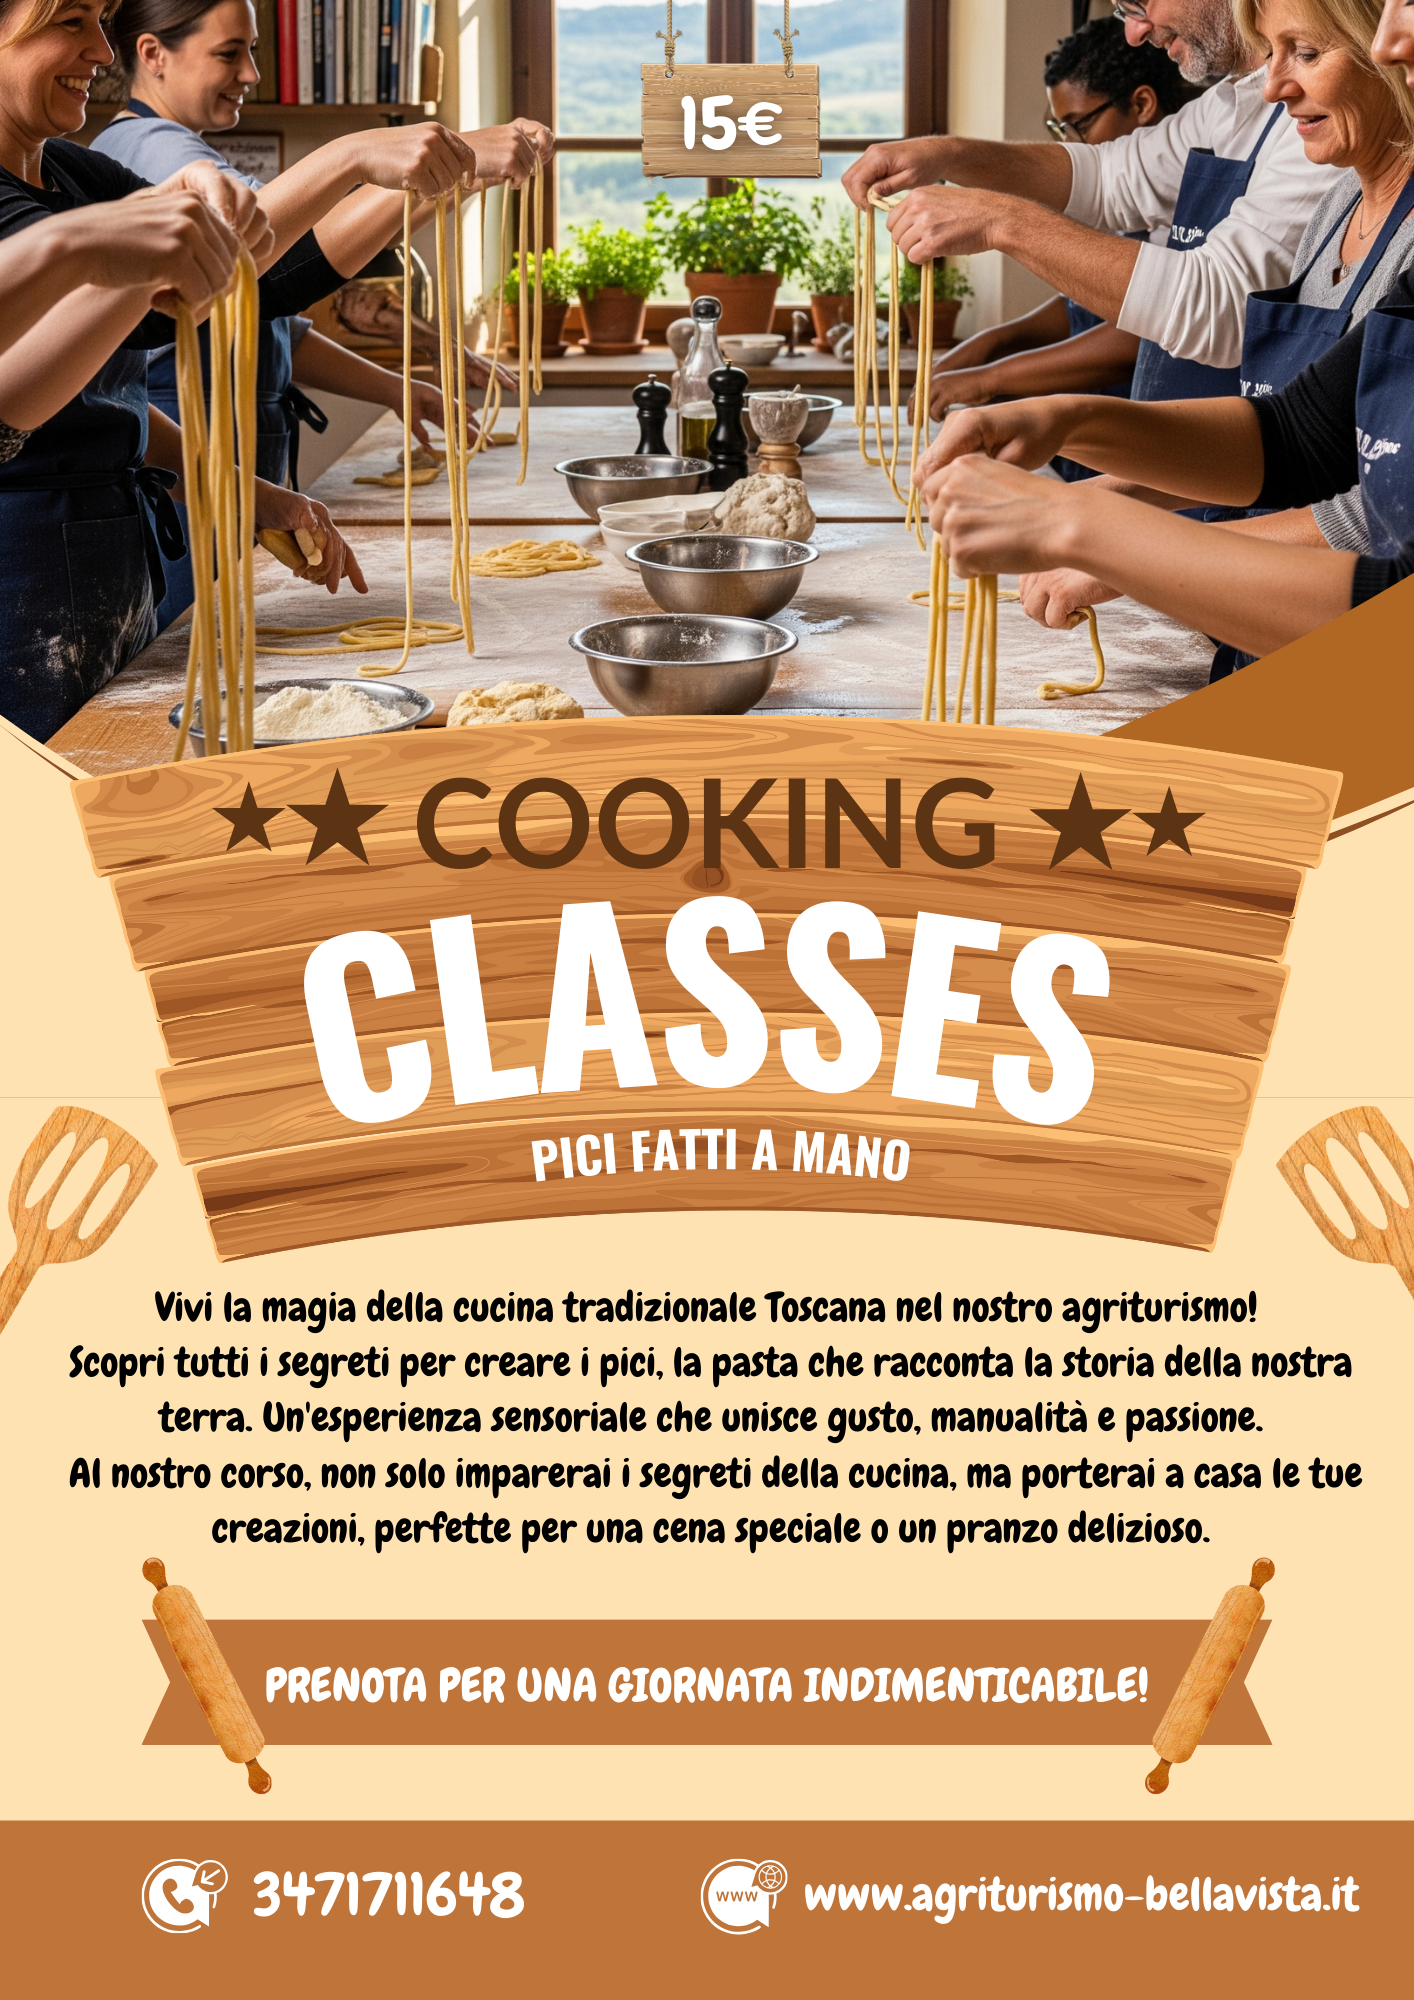 15€
COOKING
CLASSES
PICI FATTI A MANO
Vivi la magia della cucina tradizionale Toscana nel nostro agriturismo!
Scopri tutti i segreti per creare i pici, la pasta che racconta la storia della nostra
terra. Un'esperienza sensoriale che unisce gusto, manualità e passione.
Al nostro corso, non solo imparerai i segreti della cucina, ma porterai a casa le tue
creazioni, perfette per una cena speciale o un pranzo delizioso.
PRENOTA PER UNA GIORNATA INDIMENTICABILE!
3471711648
www
www.agriturismo-bellavista.it